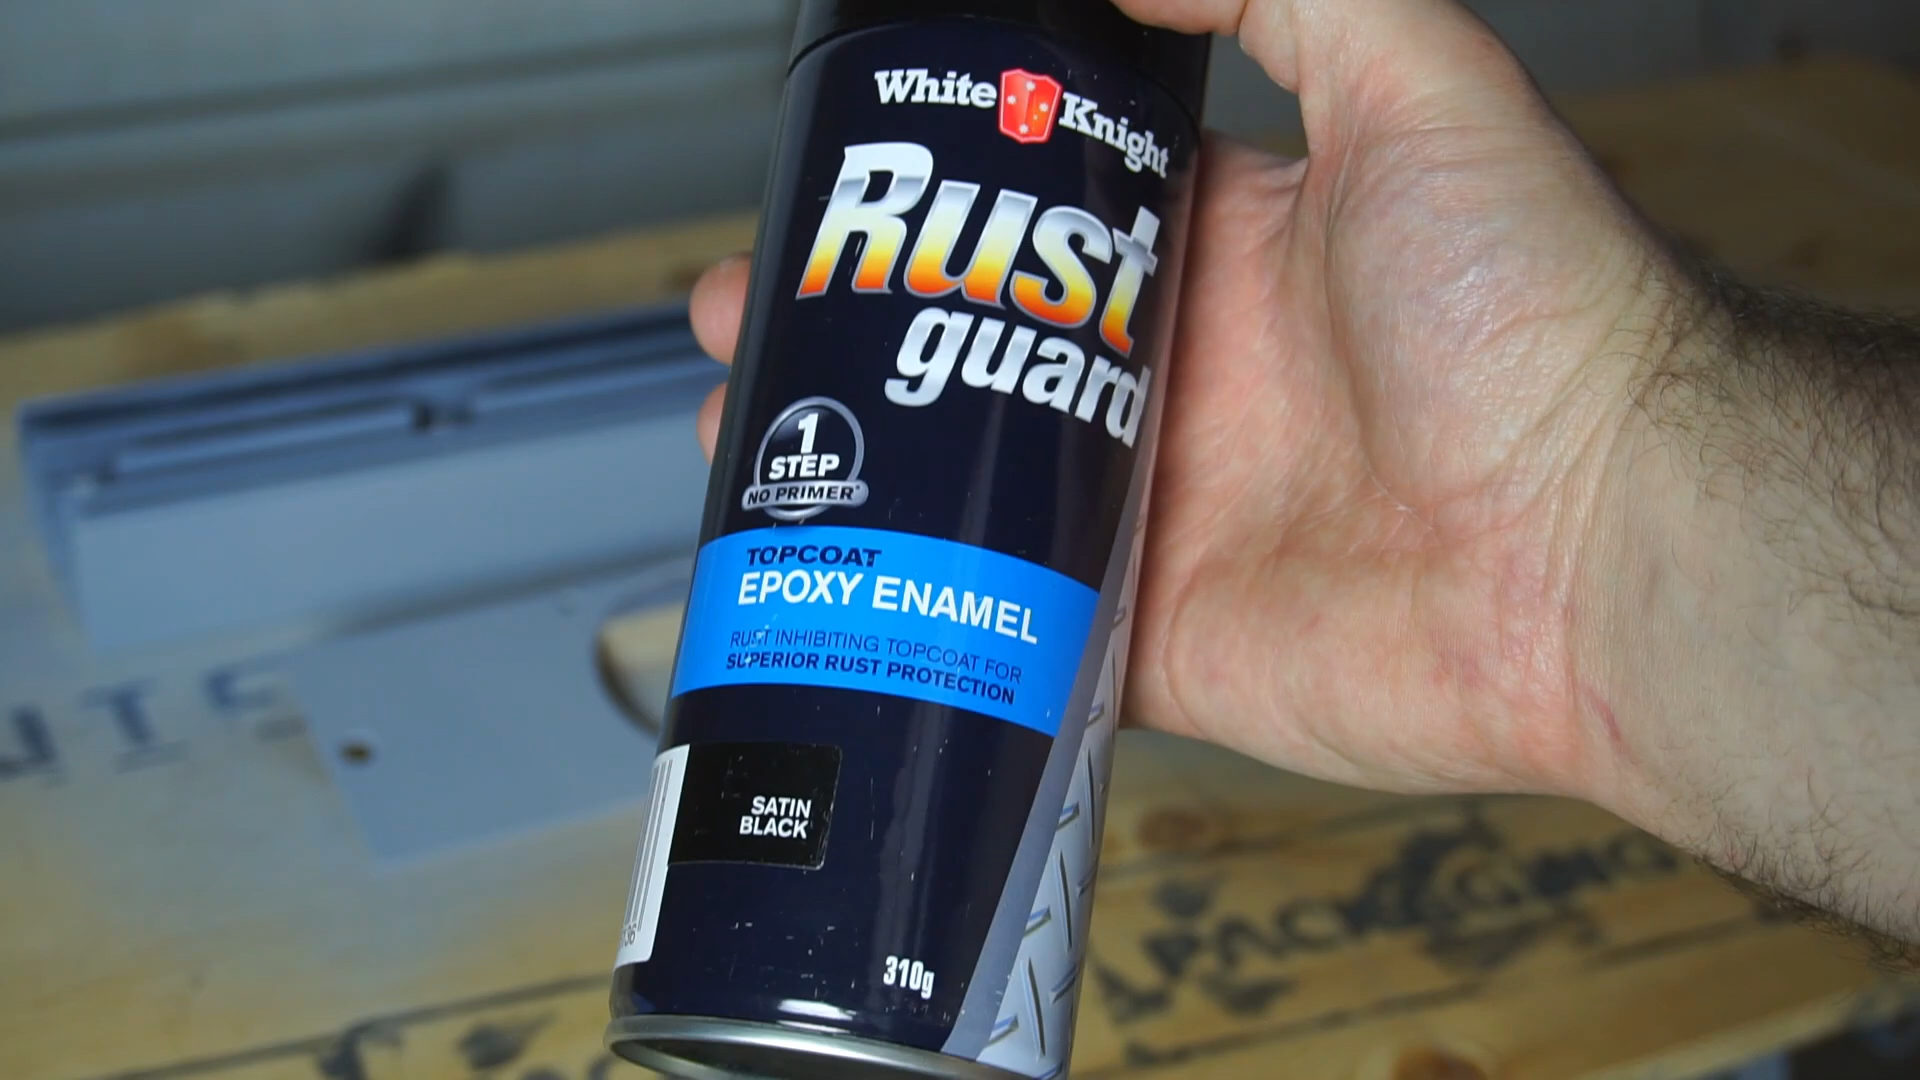 White Knight
Rust
guard
1
STEP
NO PRIMER*
TOPCOAT
EPOXY ENAMEL
RUST INHIBITING TOPCOAT FOR
SUPERIOR RUST PROTECTION
SATIN
BLACK
310g
PACKAGING